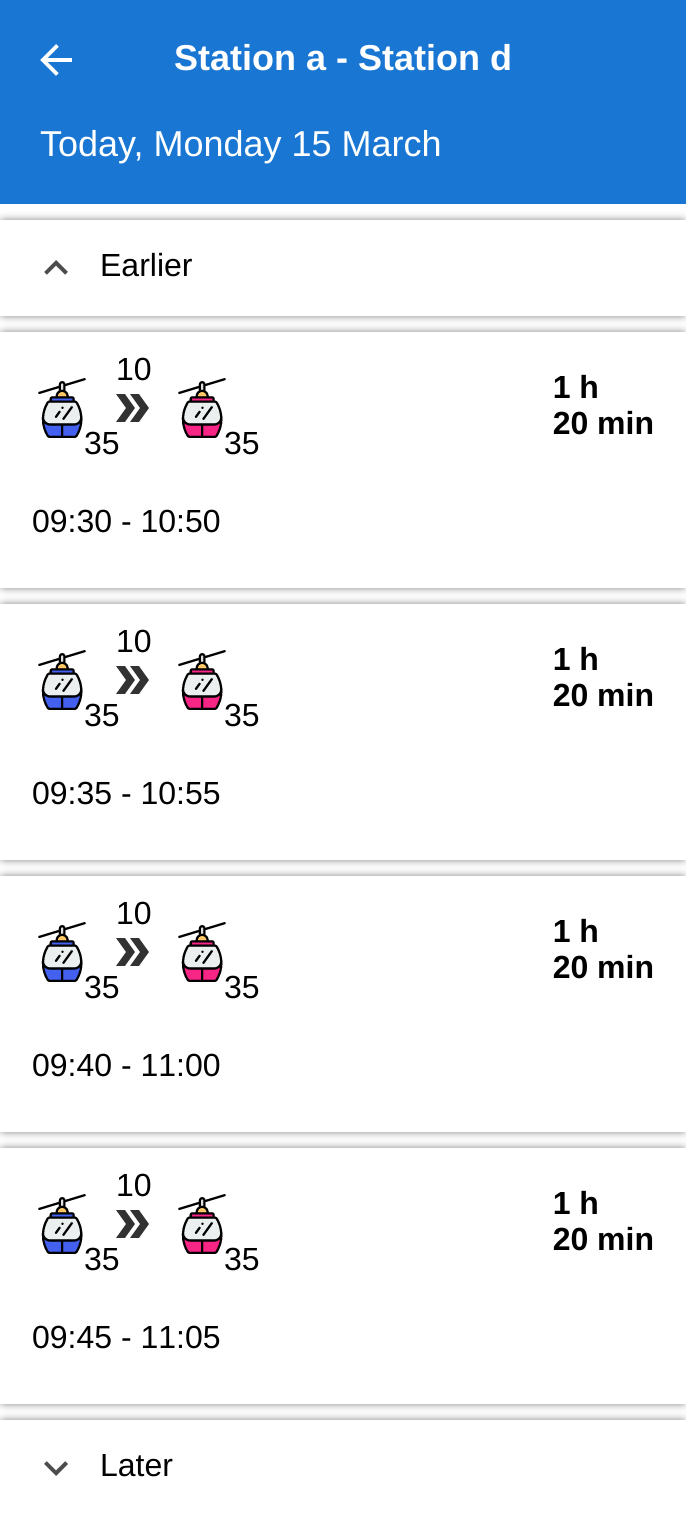 Station a - Station d
Today, Monday 15 March
Earlier
10
35
35
1 h
20 min
09:30 - 10:50
10
35
35
1 h
20 min
09:35 - 10:55
10
35
35
1 h
20 min
09:40 - 11:00
10
35
35
1 h
20 min
09:45 - 11:05
Later